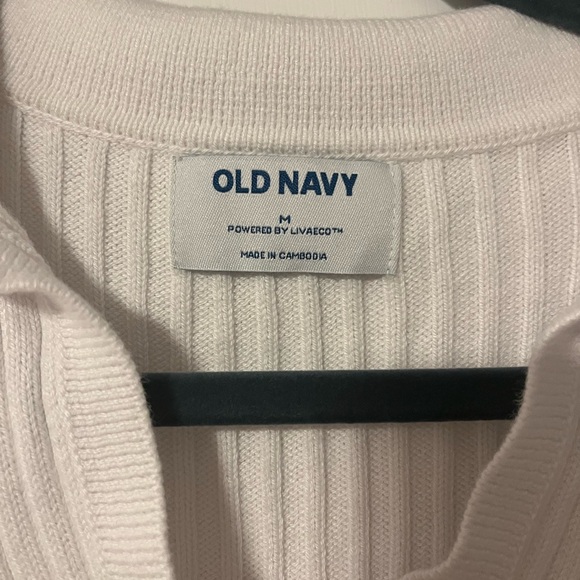 OLD NAVY
M
POWERED BY LIVAECO™
MADE IN CAMBODIA